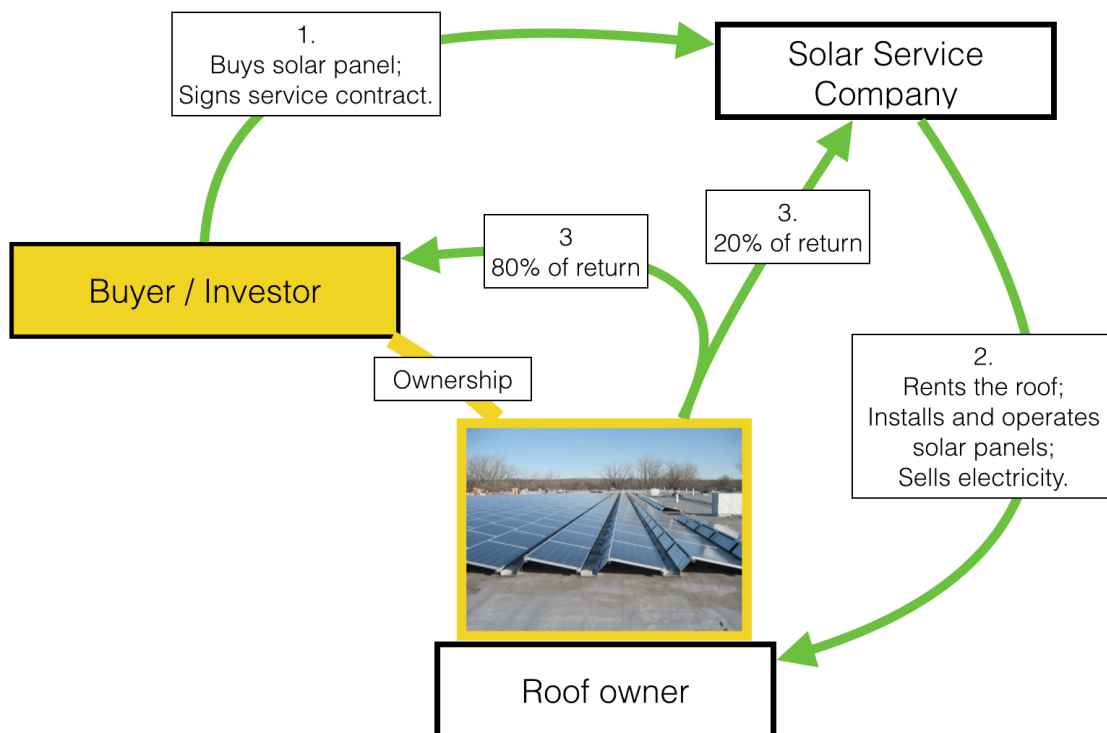 1.
Buys solar panel;
Signs service contract.
Solar Service
Company
3
80% of return
3.
20% of return
Buyer / Investor
Ownership
2.
Rents the roof;
Installs and operates
solar panels;
Sells electricity.
Roof owner